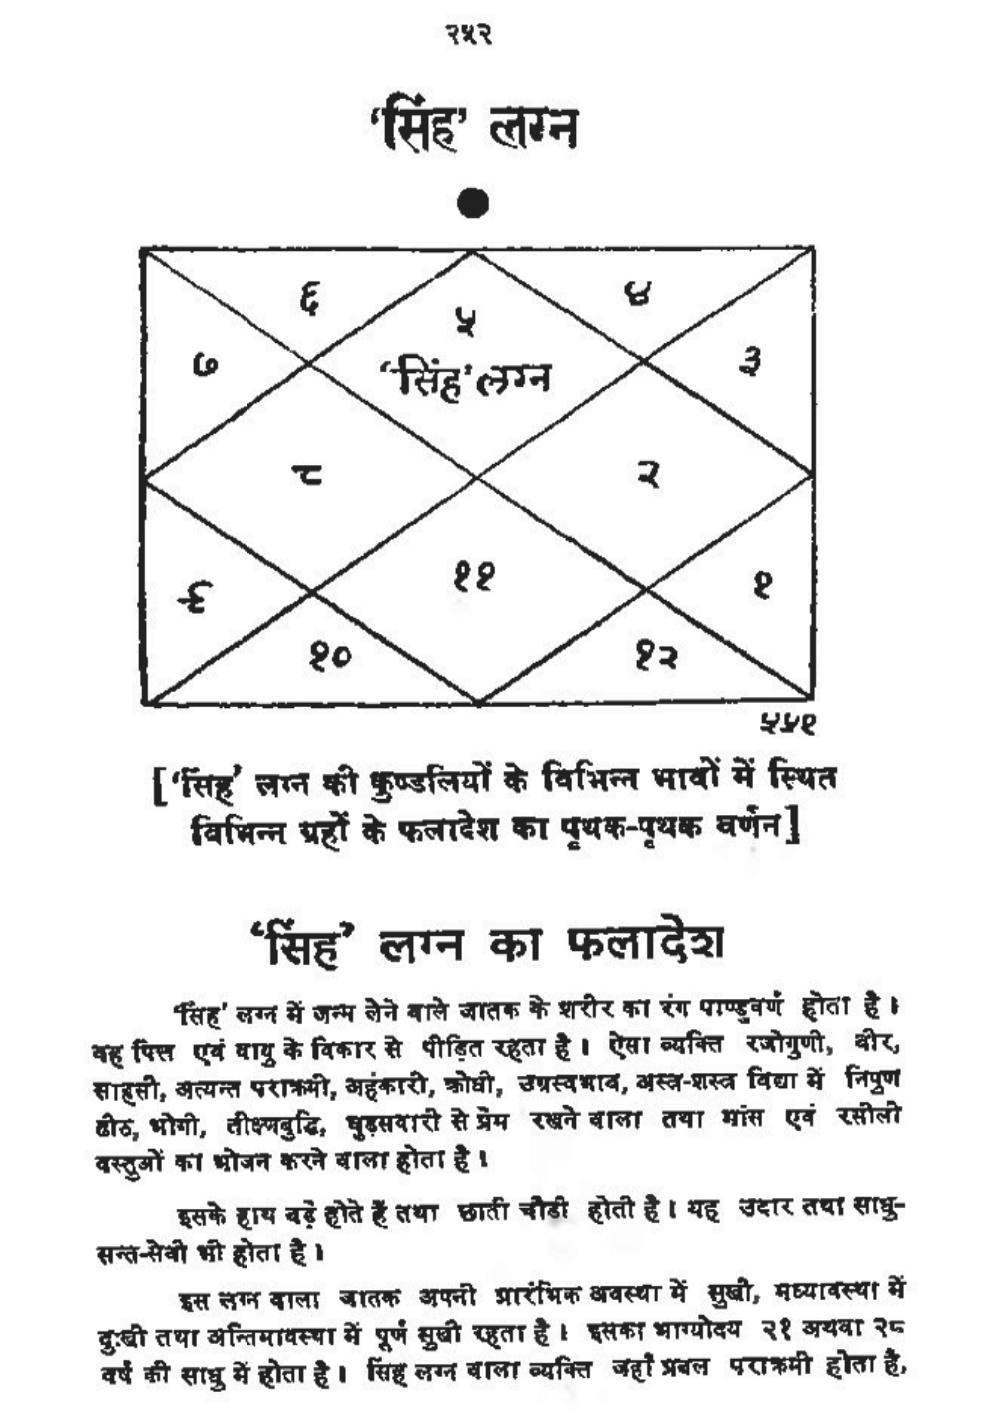 २५२
‘सिंह’ लग्न
६
५
४
७
‘सिंह’ लग्न
३
८
२
९
११
१
१०
१२
५५१
[‘सिंह’ लग्न की कुण्डलियों के विभिन्न भावों में स्थित
विभिन्न ग्रहों के फलादेश का पृथक-पृथक वर्णन]
‘सिंह’ लग्न का फलादेश
‘सिंह’ लग्न में जन्म लेने वाले जातक के शरीर का रंग पाण्डुवर्ण होता है।
वह पित्त एवं वायु के विकार से पीड़ित रहता है। ऐसा व्यक्ति रजोगुणी, वीर,
साहसी, अत्यन्त पराक्रमी, अहंकारी, क्रोधी, उग्रस्वभाव, अस्त्र-शस्त्र विद्या में निपुण
ढीठ, भोगी, तीक्ष्णबुद्धि, घुड़सवारी से प्रेम रखने वाला तथा मांस एवं रसीली
वस्तुओं का भोजन करने वाला होता है।
इसके हाथ बड़े होते हैं तथा छाती चौडी होती है। यह उदार तथा साधु-
सन्त-सेवी भी होता है।
इस लग्न वाला जातक अपनी प्रारंभिक अवस्था में सुखी, मध्यावस्था में
दुःखी तथा अन्तिमावस्था में पूर्ण सुखी रहता है। इसका भाग्योदय २१ अथवा २८
वर्ष की साधु में होता है। सिंह लग्न वाला व्यक्ति जहाँ प्रबल पराक्रमी होता है,